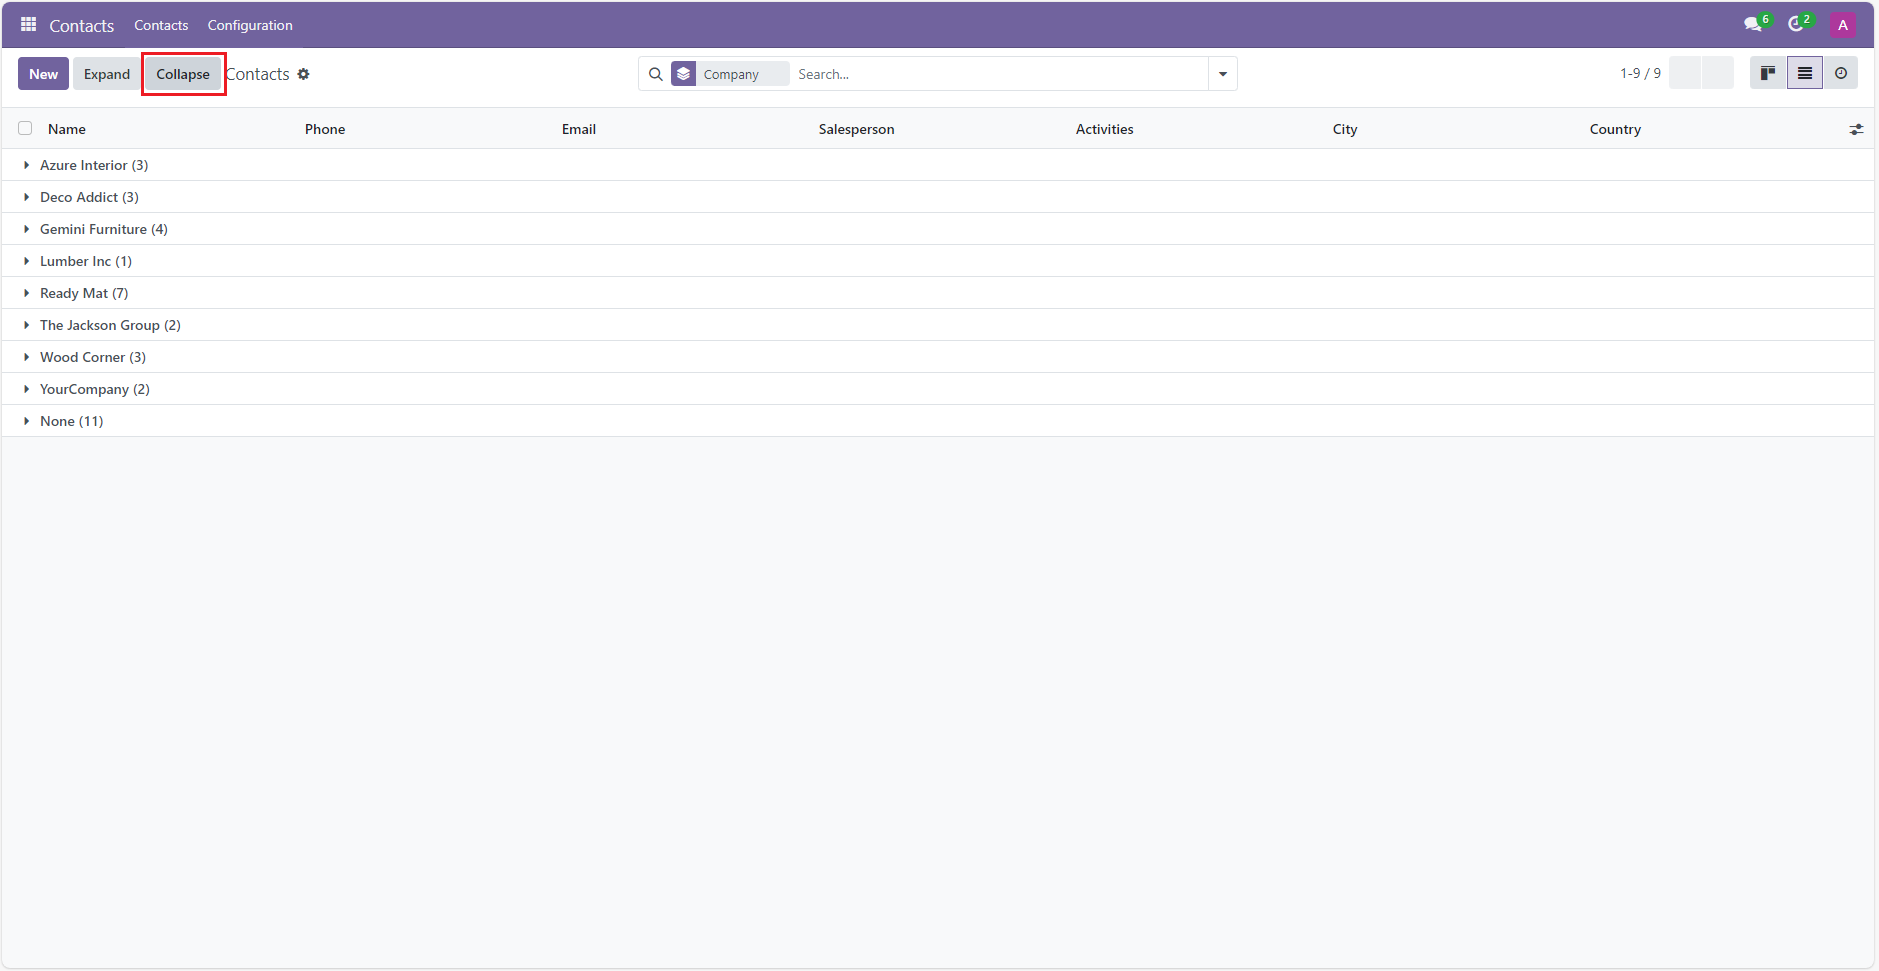 Contacts Contacts Configuration 6 2 A
New Expand Collapse Contacts Company Search... 1-9 / 9
Name Phone Email Salesperson Activities City Country
Azure Interior (3)
Deco Addict (3)
Gemini Furniture (4)
Lumber Inc (1)
Ready Mat (7)
The Jackson Group (2)
Wood Corner (3)
YourCompany (2)
None (11)